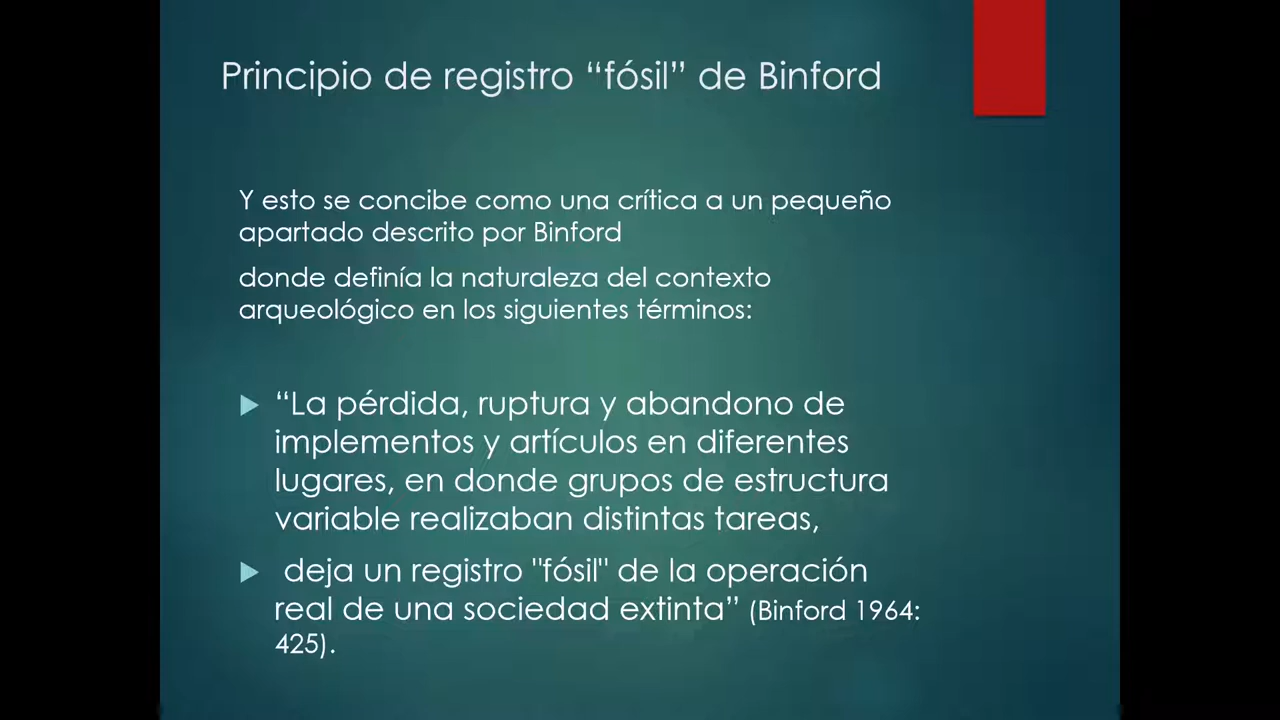 Principio de registro “fósil” de Binford
Y esto se concibe como una crítica a un pequeño
apartado descrito por Binford
donde definía la naturaleza del contexto
arqueológico en los siguientes términos:
“La pérdida, ruptura y abandono de
implementos y artículos en diferentes
lugares, en donde grupos de estructura
variable realizaban distintas tareas,
deja un registro "fósil" de la operación
real de una sociedad extinta” (Binford 1964:
425).